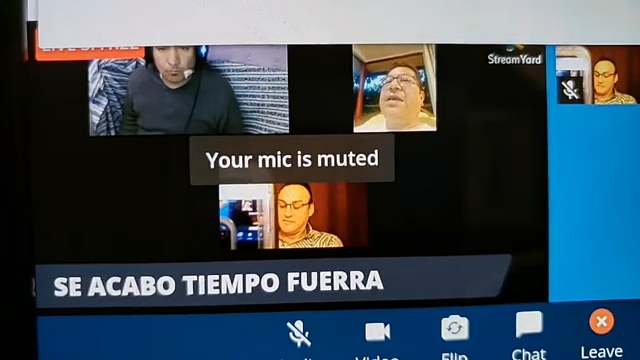 StreamYard
Your mic is muted
SE ACABO TIEMPO FUERRA
Chat
Leave